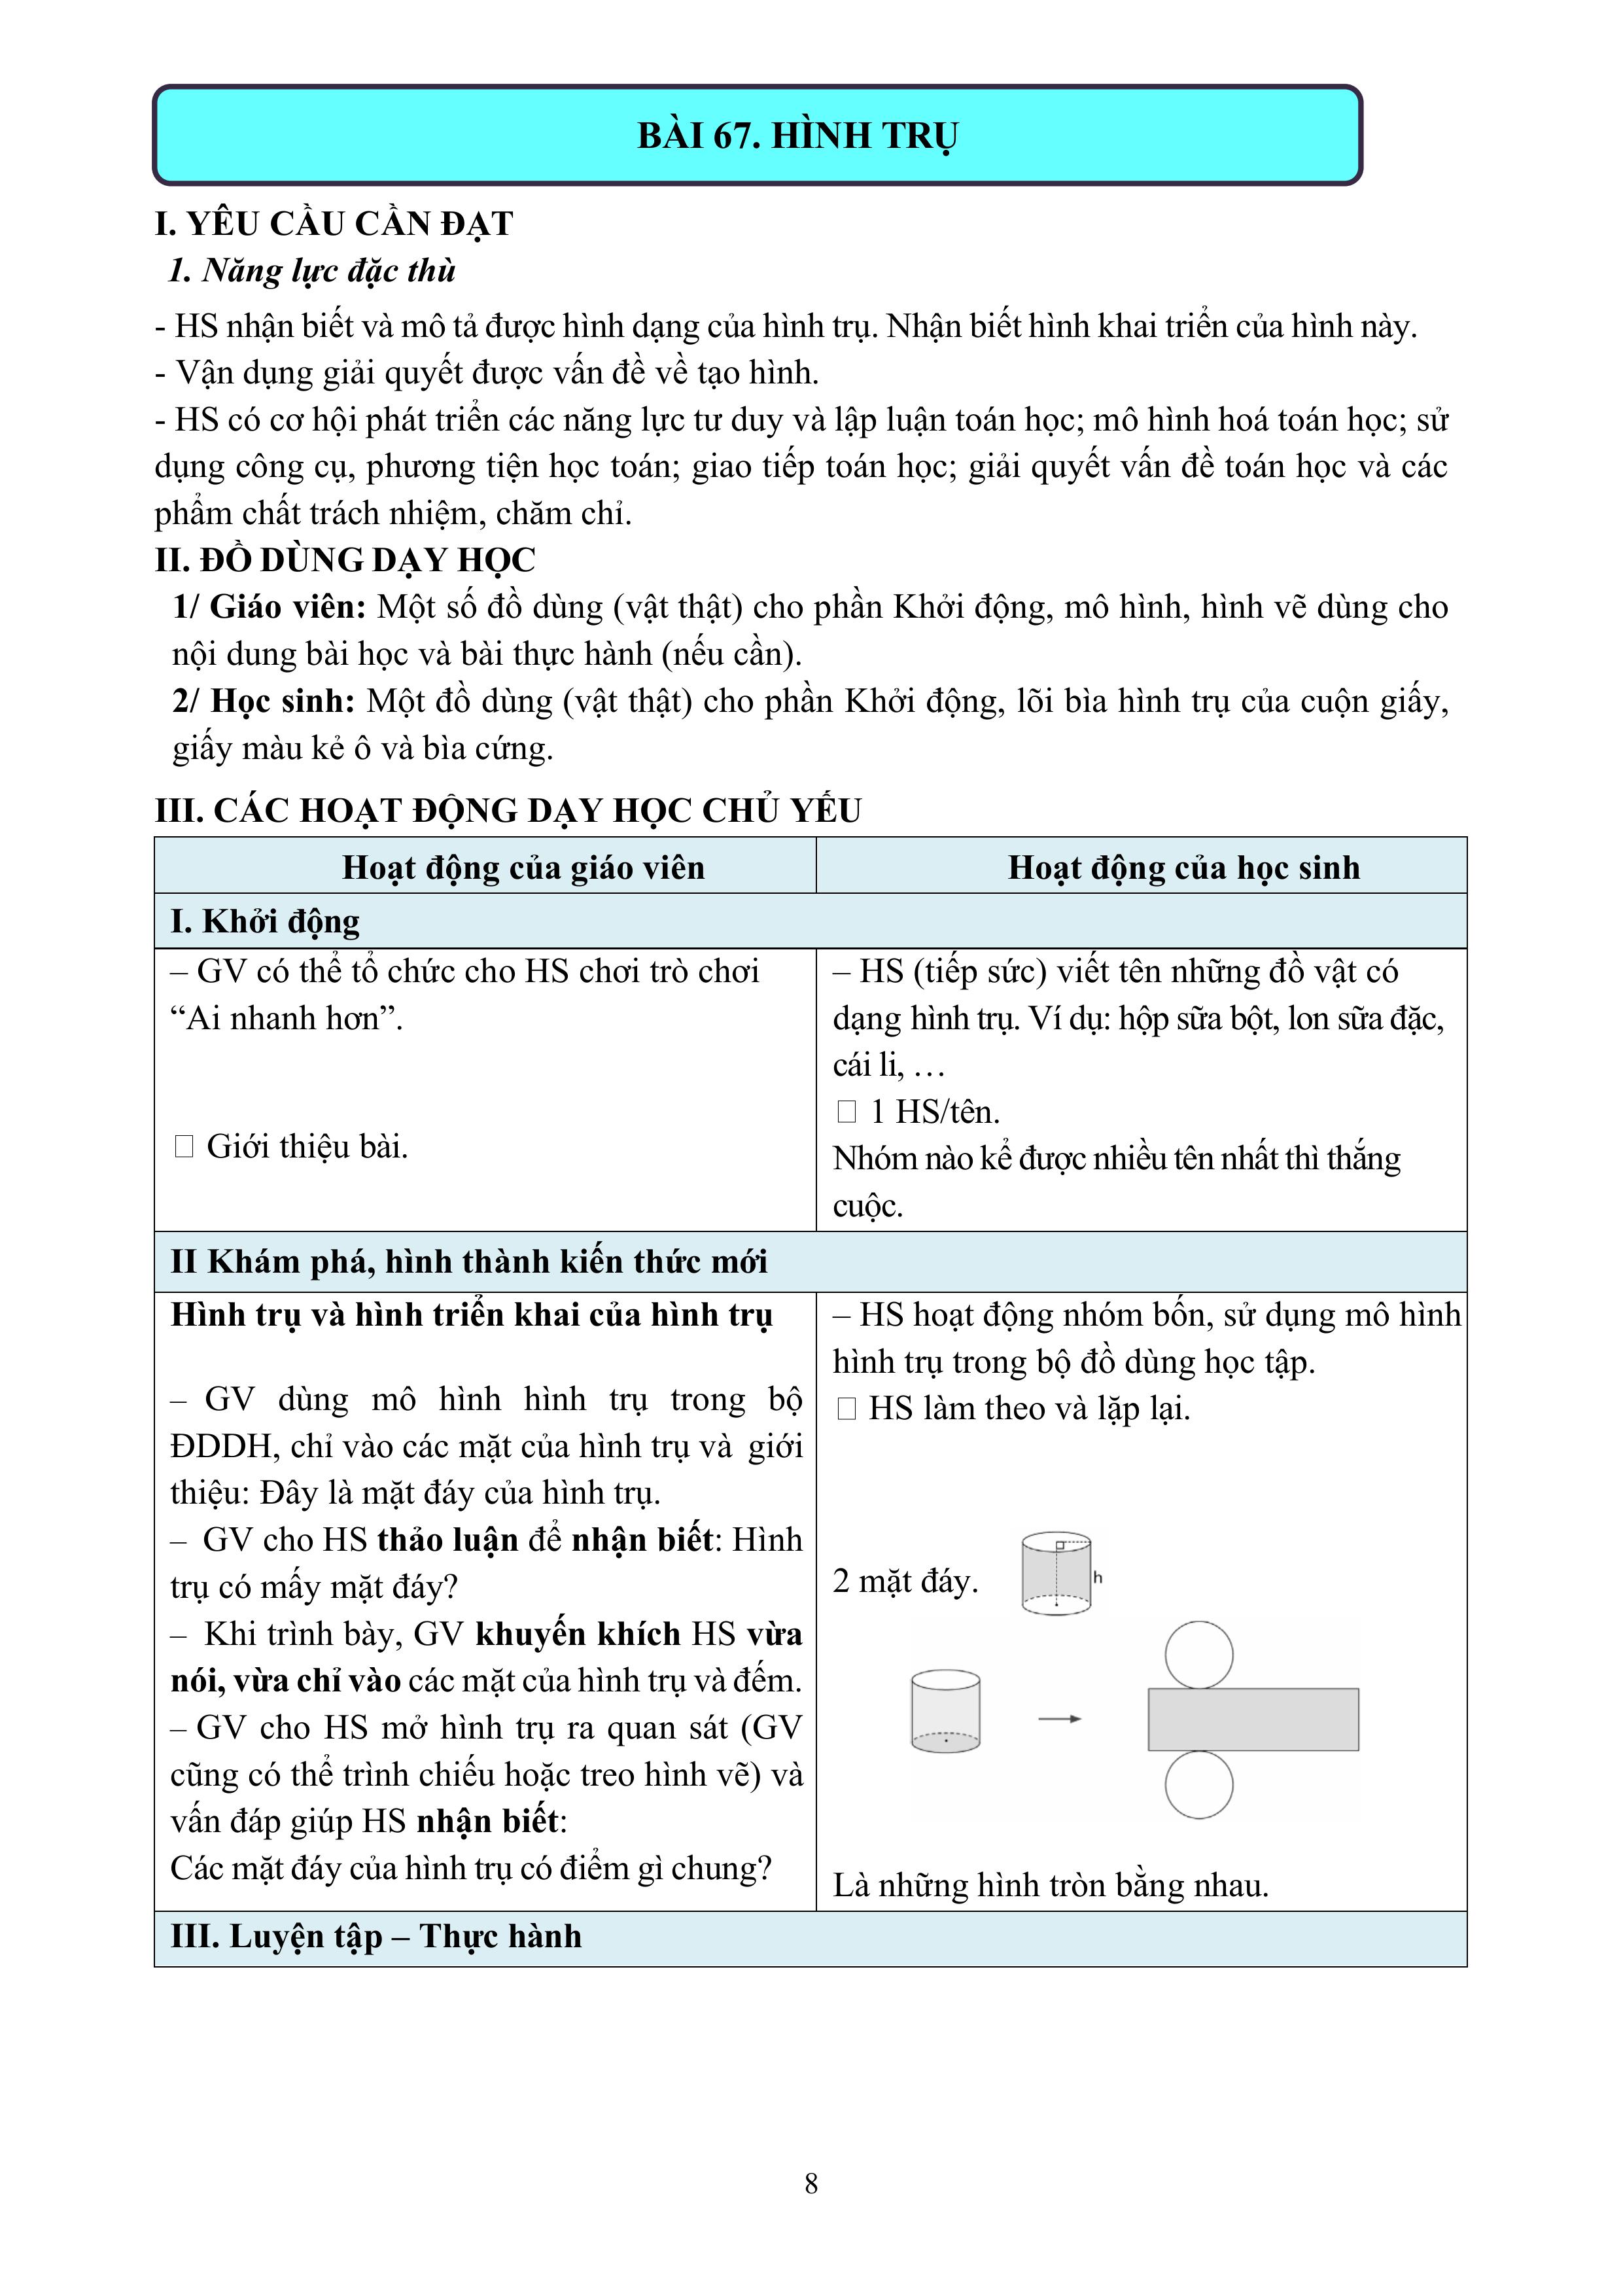 BÀI 67. HÌNH TRỤ
I. YÊU CẦU CẦN ĐẠT
1. Năng lực đặc thù
- HS nhận biết và mô tả được hình dạng của hình trụ. Nhận biết hình khai triển của hình này.
- Vận dụng giải quyết được vấn đề về tạo hình.
- HS có cơ hội phát triển các năng lực tư duy và lập luận toán học; mô hình hoá toán học; sử
dụng công cụ, phương tiện học toán; giao tiếp toán học; giải quyết vấn đề toán học và các
phẩm chất trách nhiệm, chăm chỉ.
II. ĐỒ DÙNG DẠY HỌC
1/ Giáo viên: Một số đồ dùng (vật thật) cho phần Khởi động, mô hình, hình vẽ dùng cho
nội dung bài học và bài thực hành (nếu cần).
2/ Học sinh: Một đồ dùng (vật thật) cho phần Khởi động, lõi bìa hình trụ của cuộn giấy,
giấy màu kẻ ô và bìa cứng.
III. CÁC HOẠT ĐỘNG DẠY HỌC CHỦ YẾU
Hoạt động của giáo viên
Hoạt động của học sinh
I. Khởi động
– GV có thể tổ chức cho HS chơi trò chơi
“Ai nhanh hơn”.
□ Giới thiệu bài.
– HS (tiếp sức) viết tên những đồ vật có
dạng hình trụ. Ví dụ: hộp sữa bột, lon sữa đặc,
cái li, …
□ 1 HS/tên.
Nhóm nào kể được nhiều tên nhất thì thắng
cuộc.
II Khám phá, hình thành kiến thức mới
Hình trụ và hình triển khai của hình trụ
– GV dùng mô hình hình trụ trong bộ
ĐDDH, chỉ vào các mặt của hình trụ và giới
thiệu: Đây là mặt đáy của hình trụ.
– GV cho HS thảo luận để nhận biết: Hình
trụ có mấy mặt đáy?
– Khi trình bày, GV khuyến khích HS vừa
nói, vừa chỉ vào các mặt của hình trụ và đếm.
– GV cho HS mở hình trụ ra quan sát (GV
cũng có thể trình chiếu hoặc treo hình vẽ) và
vấn đáp giúp HS nhận biết:
Các mặt đáy của hình trụ có điểm gì chung?
– HS hoạt động nhóm bốn, sử dụng mô hình
hình trụ trong bộ đồ dùng học tập.
□ HS làm theo và lặp lại.
2 mặt đáy.
h
Là những hình tròn bằng nhau.
III. Luyện tập – Thực hành
8